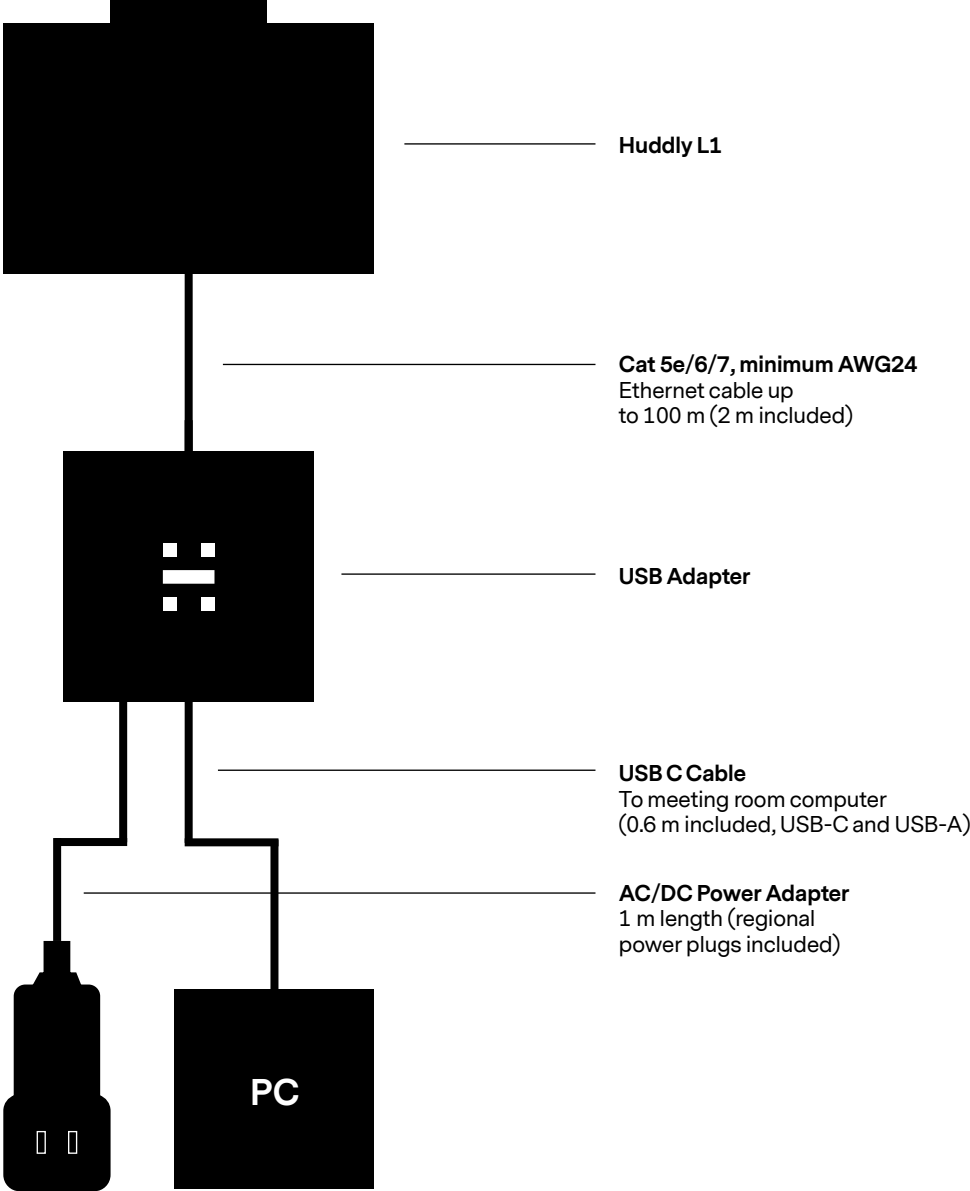 Huddly L1
Cat 5e/6/7, minimum AWG24
Ethernet cable up
to 100 m (2 m included)
USB Adapter
USB C Cable
To meeting room computer
(0.6 m included, USB-C and USB-A)
AC/DC Power Adapter
1 m length (regional
power plugs included)
PC